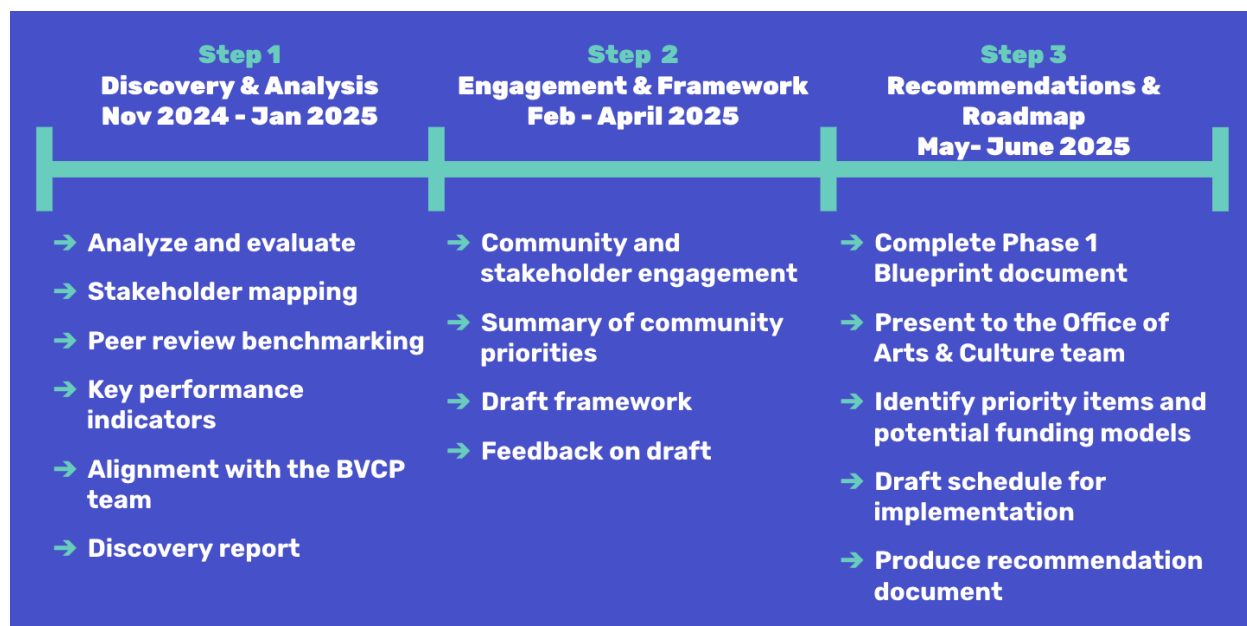 Step 1
Discovery & Analysis
Nov 2024 - Jan 2025
➔ Analyze and evaluate
➔ Stakeholder mapping
➔ Peer review benchmarking
➔ Key performance
indicators
➔ Alignment with the BVCP
team
➔ Discovery report
Step 2
Engagement & Framework
Feb - April 2025
➔ Community and
stakeholder engagement
➔ Summary of community
priorities
➔ Draft framework
➔ Feedback on draft
Step 3
Recommendations &
Roadmap
May- June 2025
➔ Complete Phase 1
Blueprint document
➔ Present to the Office of
Arts & Culture team
➔ Identify priority items and
potential funding models
➔ Draft schedule for
implementation
➔ Produce recommendation
document